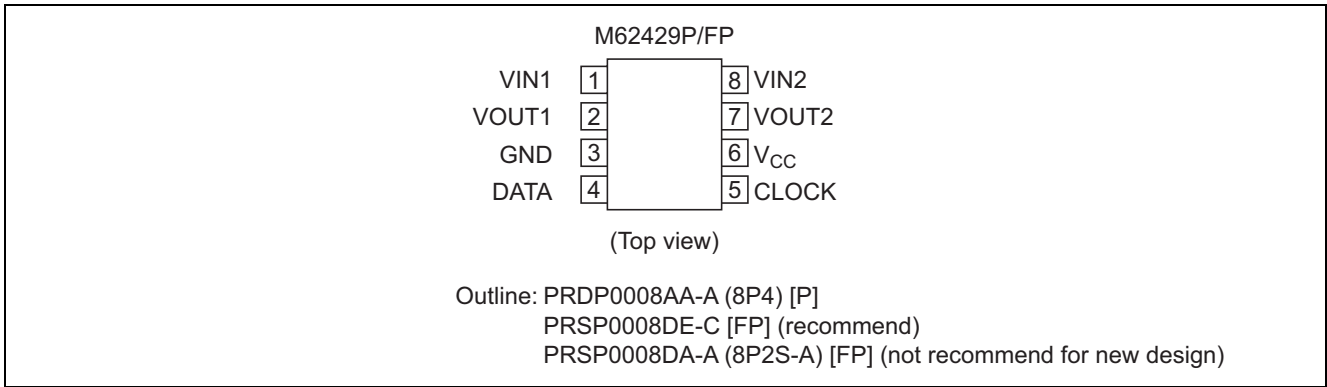 M62429P/FP
VIN1 1 8 VIN2
VOUT1 2 7 VOUT2
GND 3 6 VCC
DATA 4 5 CLOCK
(Top view)
Outline: PRDP0008AA-A (8P4) [P]
PRSP0008DE-C [FP] (recommend)
PRSP0008DA-A (8P2S-A) [FP] (not recommend for new design)